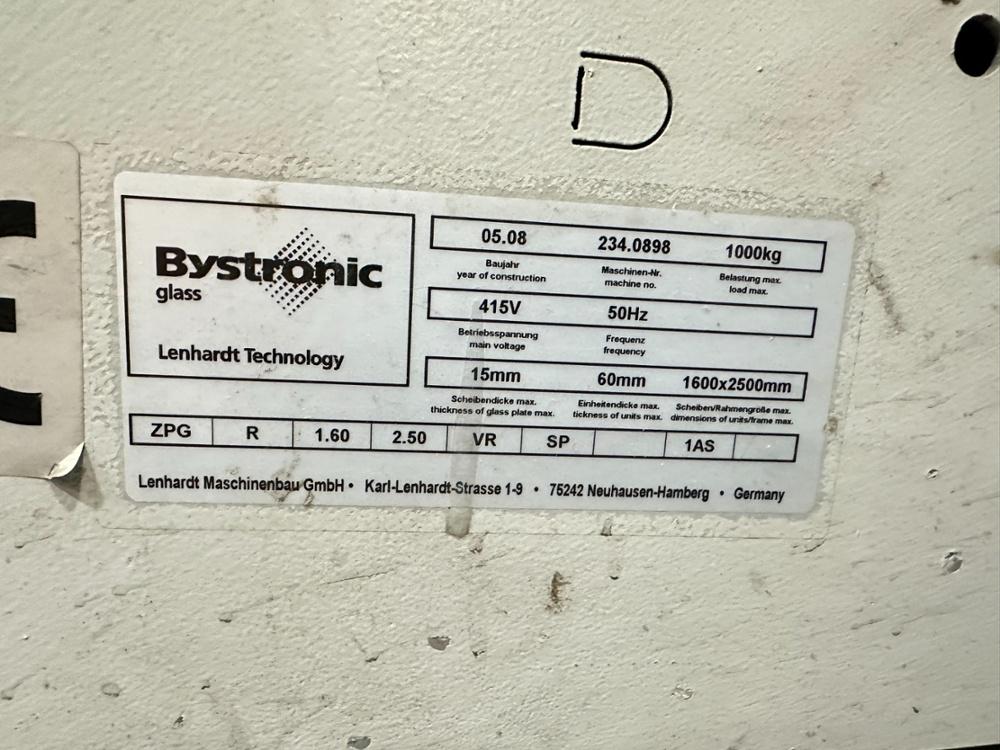 D
Bystronic
glass
Lenhardt Technology
05.08 234.0898 1000kg
Baujahr Maschinen-Nr. Belastung max.
year of construction machine no. load max.
415V 50Hz
Betriebsspannung Frequenz
main voltage frequency
15mm 60mm 1600x2500mm
Scheibendicke max. Einheitendicke max. Scheiben/Rahmengroße max.
thickness of glass plate max. tickness of units max. dimensions of units/frame max.
ZPG R 1.60 2.50 VR SP 1AS
Lenhardt Maschinenbau GmbH • Karl-Lenhardt-Strasse 1-9 • 75242 Neuhausen-Hamberg • Germany